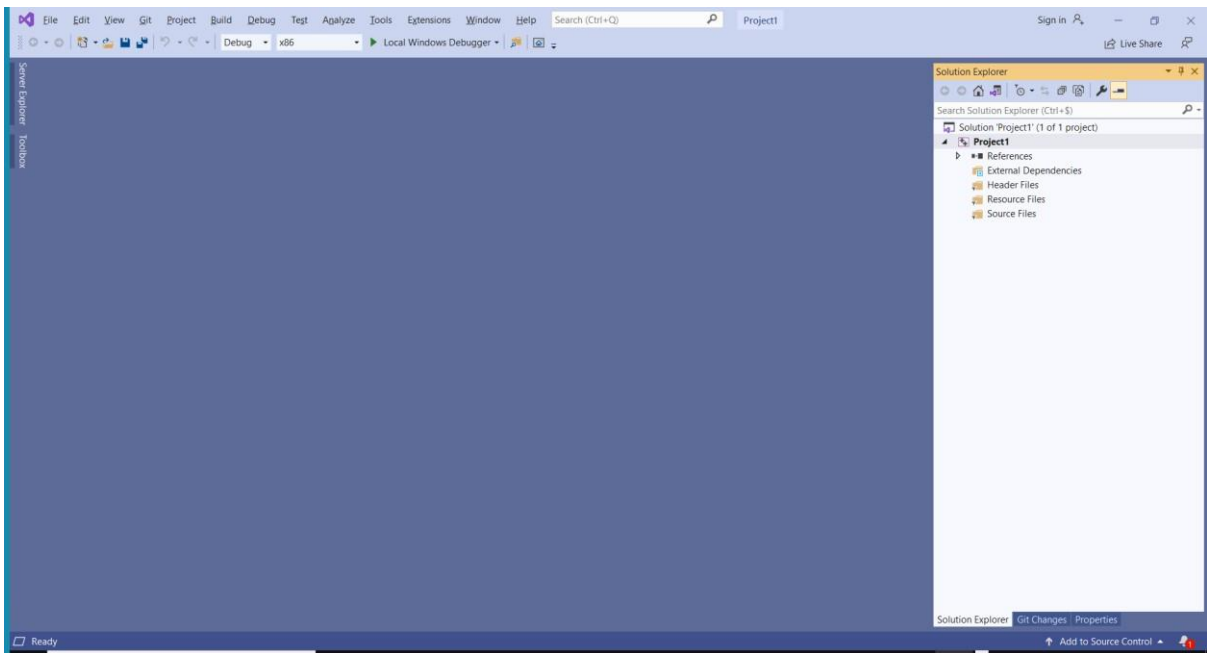 File Edit View Git Project Build Debug Test Analyze Tools Extensions Window Help Search (Ctrl+Q) Project1 Sign in
Debug x86 Local Windows Debugger Live Share
Server Explorer
Toolbox
Solution Explorer
Search Solution Explorer (Ctrl+$)
Solution 'Project1' (1 of 1 project)
Project1
References
External Dependencies
Header Files
Resource Files
Source Files
Solution Explorer Git Changes Properties
Ready Add to Source Control 1